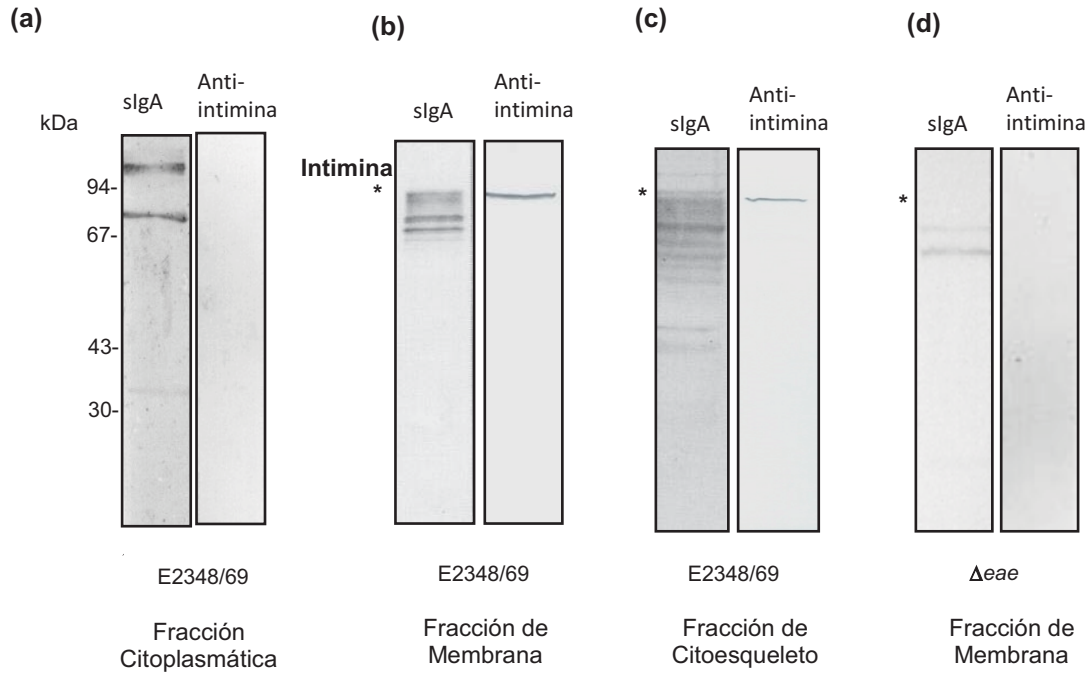 (a)
(b)
(c)
(d)
kDa
sIgA
Anti-
intimina
sIgA
Anti-
intimina
sIgA
Anti-
intimina
sIgA
Anti-
intimina
Intimina
*
*
*
94-
67-
43-
30-
E2348/69
E2348/69
E2348/69
Δeae
Fracción
Citoplasmática
Fracción de
Membrana
Fracción de
Citoesqueleto
Fracción de
Membrana